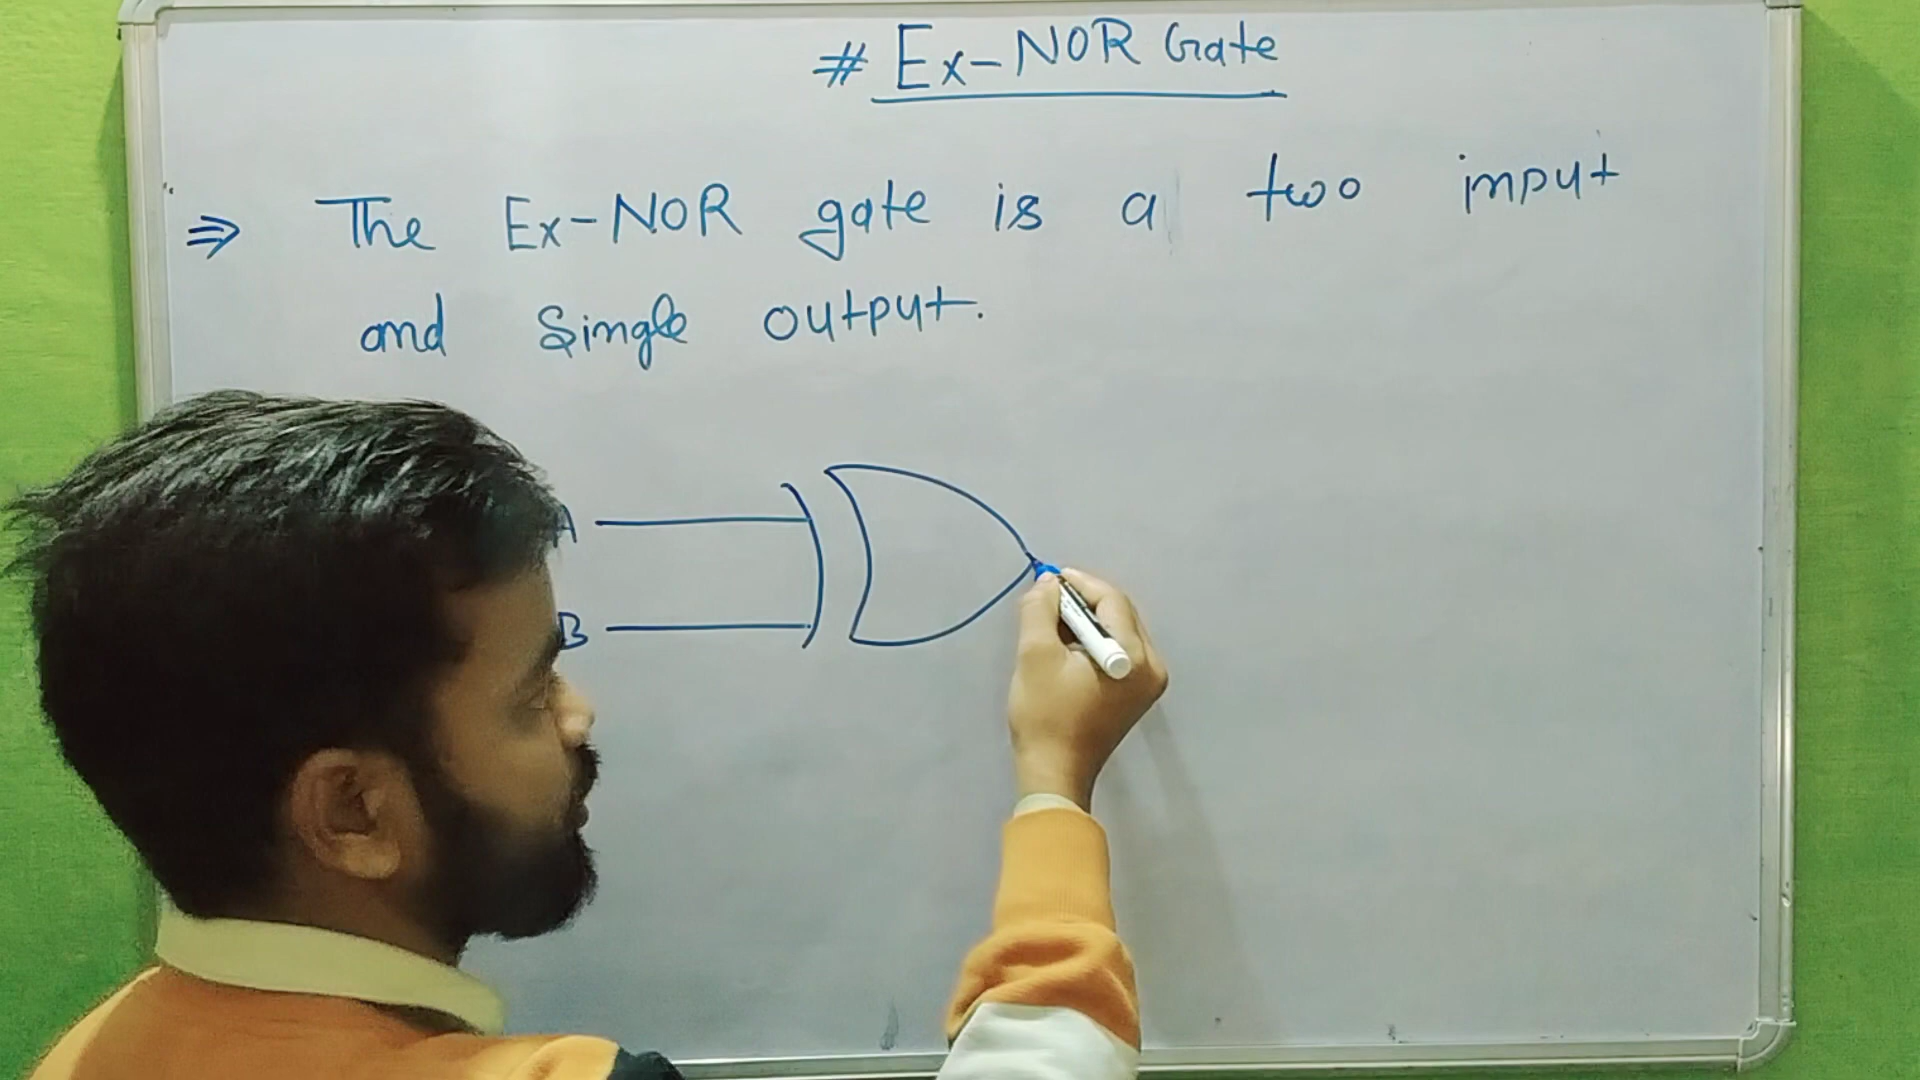 # Ex-NOR Gate
⇒ The Ex-NOR gate is a two input
and Single output.
A
B